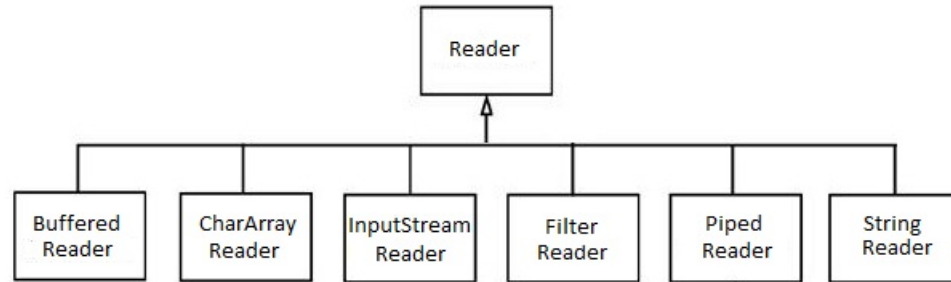 Reader
Buffered
Reader
CharArray
Reader
InputStream
Reader
Filter
Reader
Piped
Reader
String
Reader